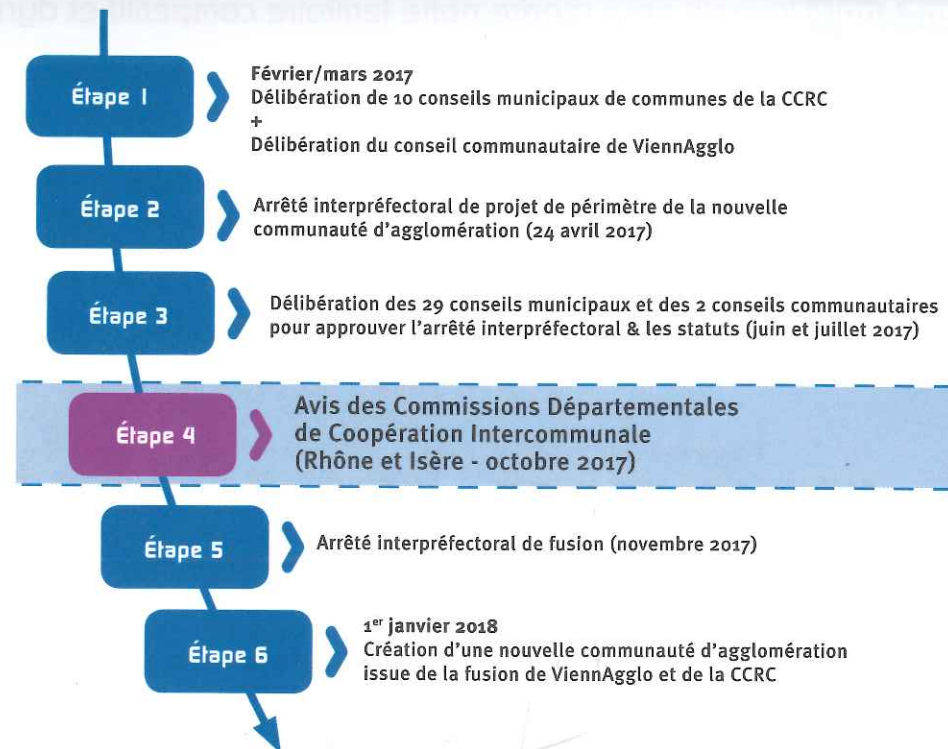 Étape 1
Février/mars 2017
Délibération de 10 conseils municipaux de communes de la CCRC
+
Délibération du conseil communautaire de ViennAgglo
Étape 2
Arrêté interpréfectoral de projet de périmètre de la nouvelle
communauté d'agglomération (24 avril 2017)
Étape 3
Délibération des 29 conseils municipaux et des 2 conseils communautaires
pour approuver l'arrêté interpréfectoral & les statuts (juin et juillet 2017)
Étape 4
Avis des Commissions Départementales
de Coopération Intercommunale
(Rhône et Isère - octobre 2017)
Étape 5
Arrêté interpréfectoral de fusion (novembre 2017)
Étape 6
1er janvier 2018
Création d'une nouvelle communauté d'agglomération
issue de la fusion de ViennAgglo et de la CCRC